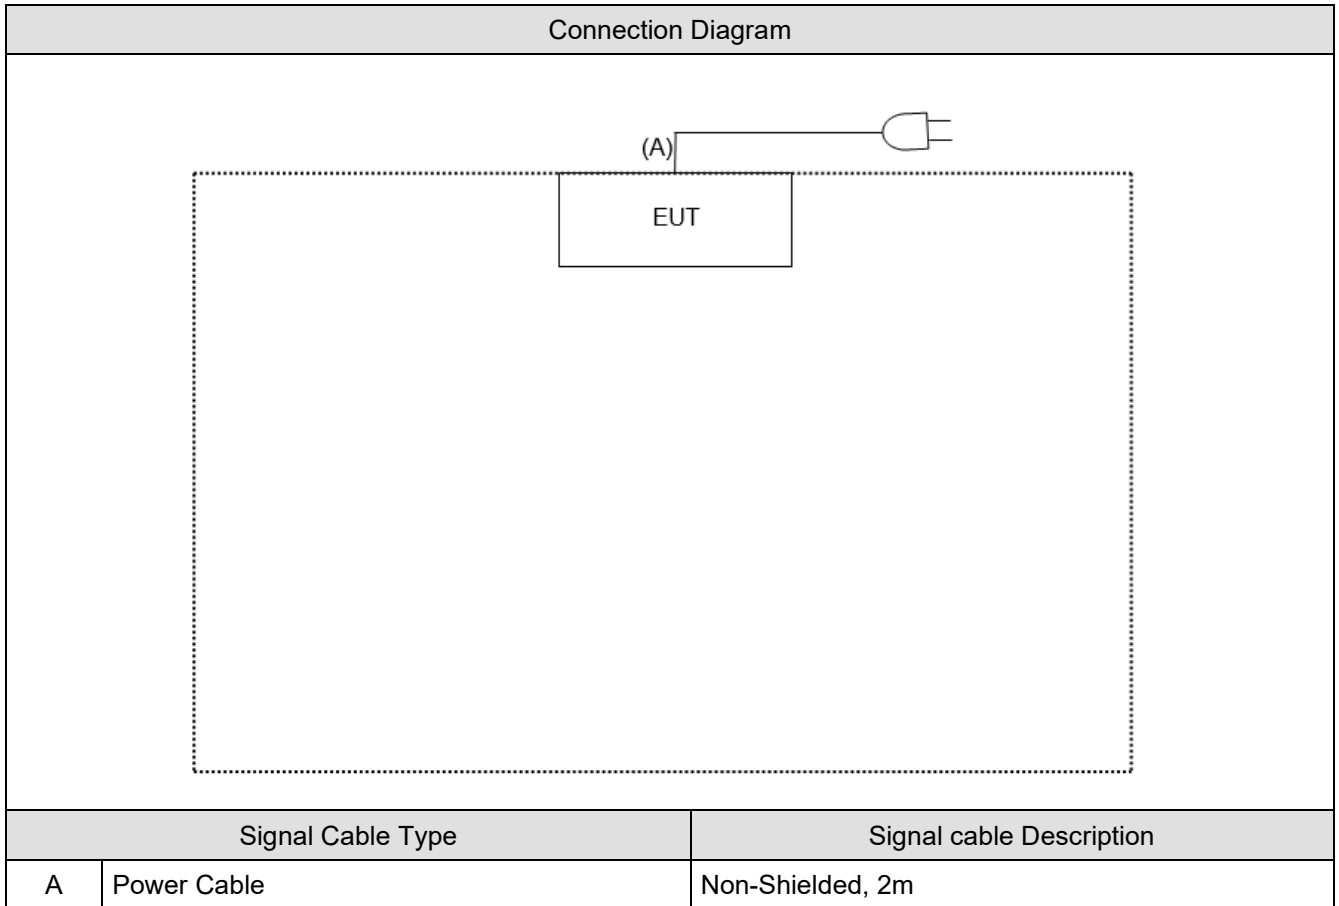 Connection Diagram
(A)
EUT
Signal Cable Type Signal cable Description
A Power Cable Non-Shielded, 2m